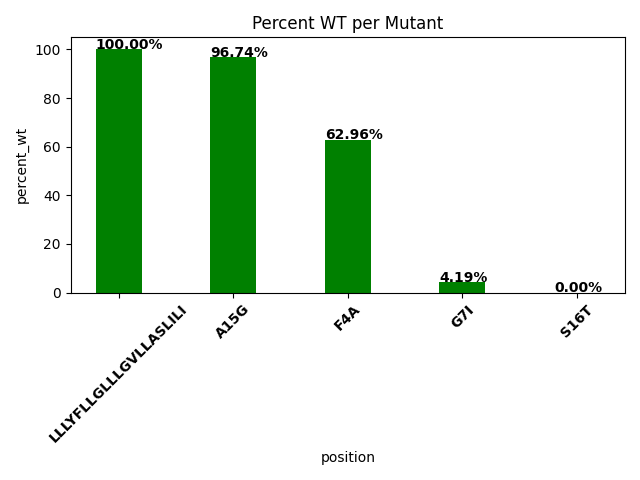 Percent WT per Mutant
percent_wt
100
80
60
40
20
0
100.00%
96.74%
62.96%
4.19%
0.00%
LLLYFLLGLLLGVLLASLILI
A15G
F4A
G7I
S16T
position